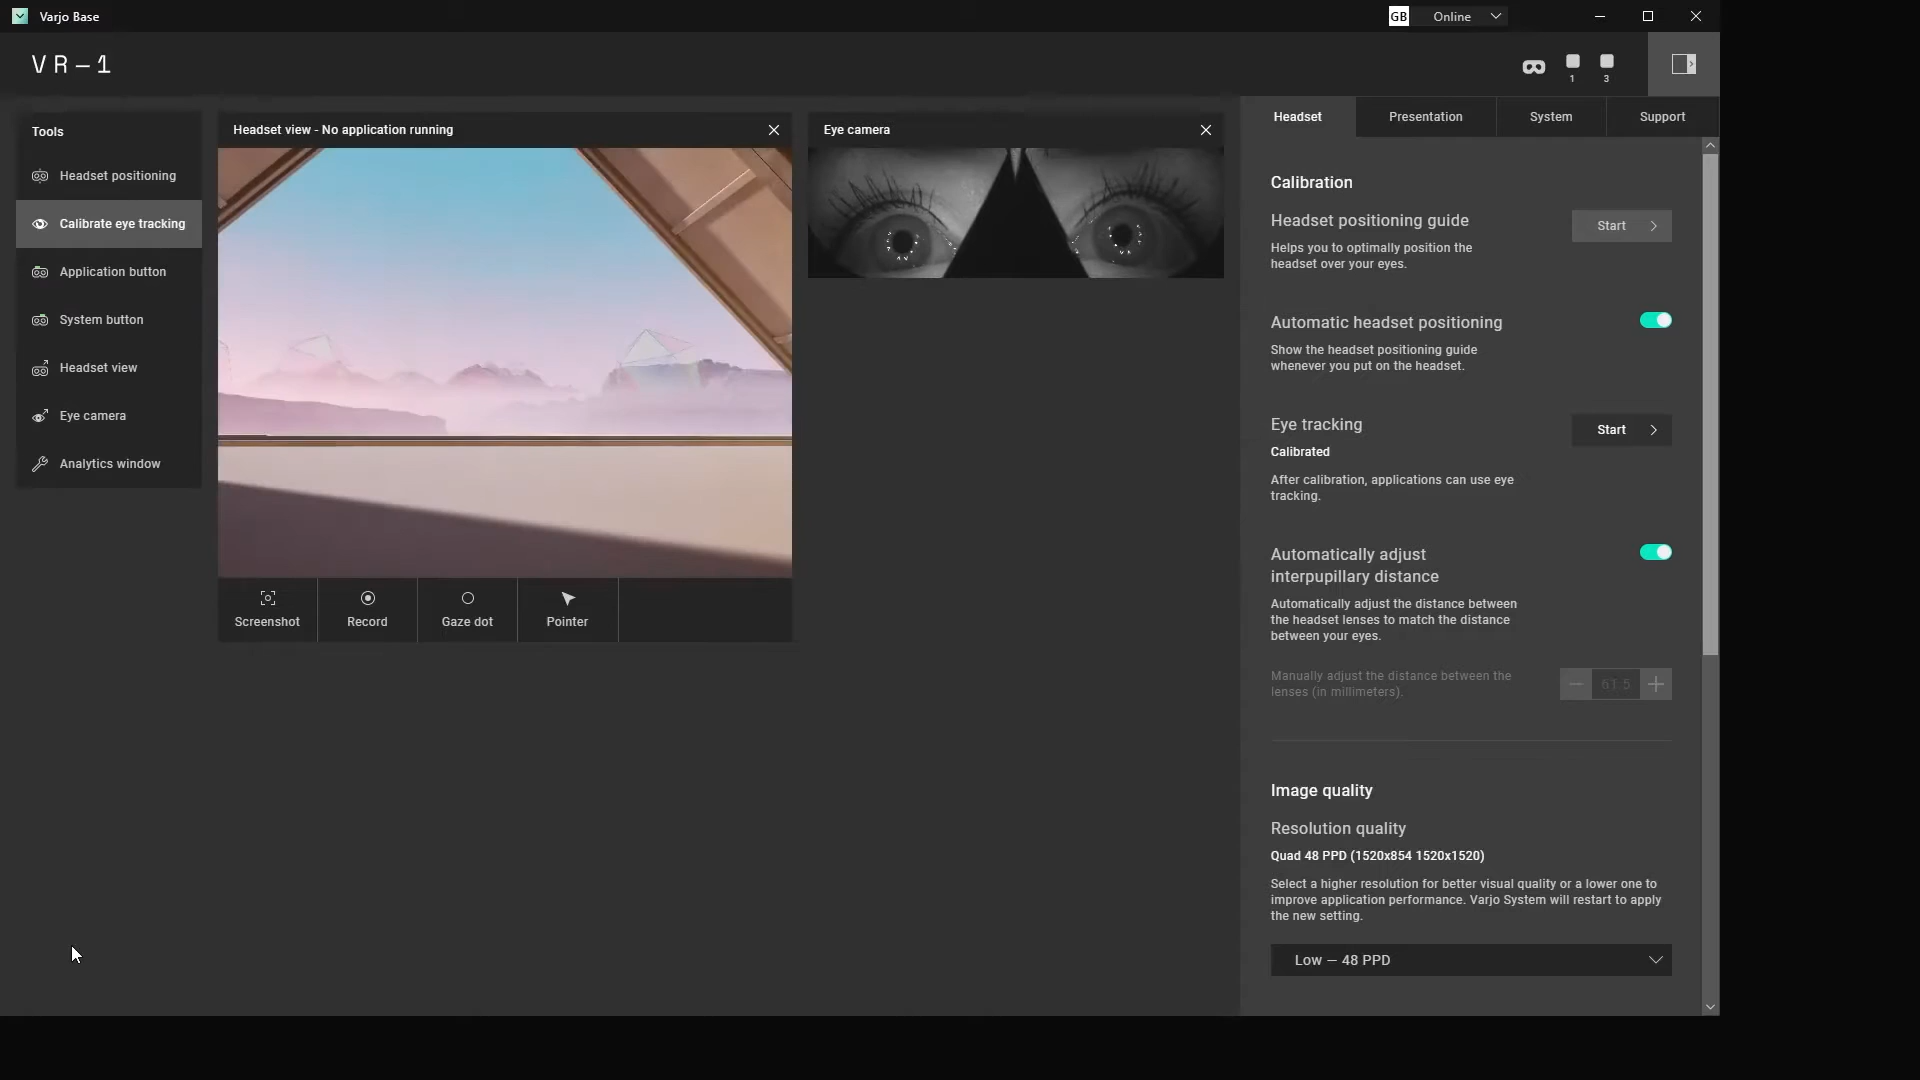 Varjo Base
GB
Online
VR–1
1
3
Tools
Headset positioning
Calibrate eye tracking
Application button
System button
Headset view
Eye camera
Analytics window
Headset view - No application running
Screenshot
Record
Gaze dot
Pointer
Eye camera
Headset
Presentation
System
Support
Calibration
Headset positioning guide
Start
Helps you to optimally position the
headset over your eyes.
Automatic headset positioning
Show the headset positioning guide
whenever you put on the headset.
Eye tracking
Start
Calibrated
After calibration, applications can use eye
tracking.
Automatically adjust
interpupillary distance
Automatically adjust the distance between
the headset lenses to match the distance
between your eyes.
Manually adjust the distance between the
lenses (in millimeters).
61.5
Image quality
Resolution quality
Quad 48 PPD (1520x854 1520x1520)
Select a higher resolution for better visual quality or a lower one to
improve application performance. Varjo System will restart to apply
the new setting.
Low – 48 PPD